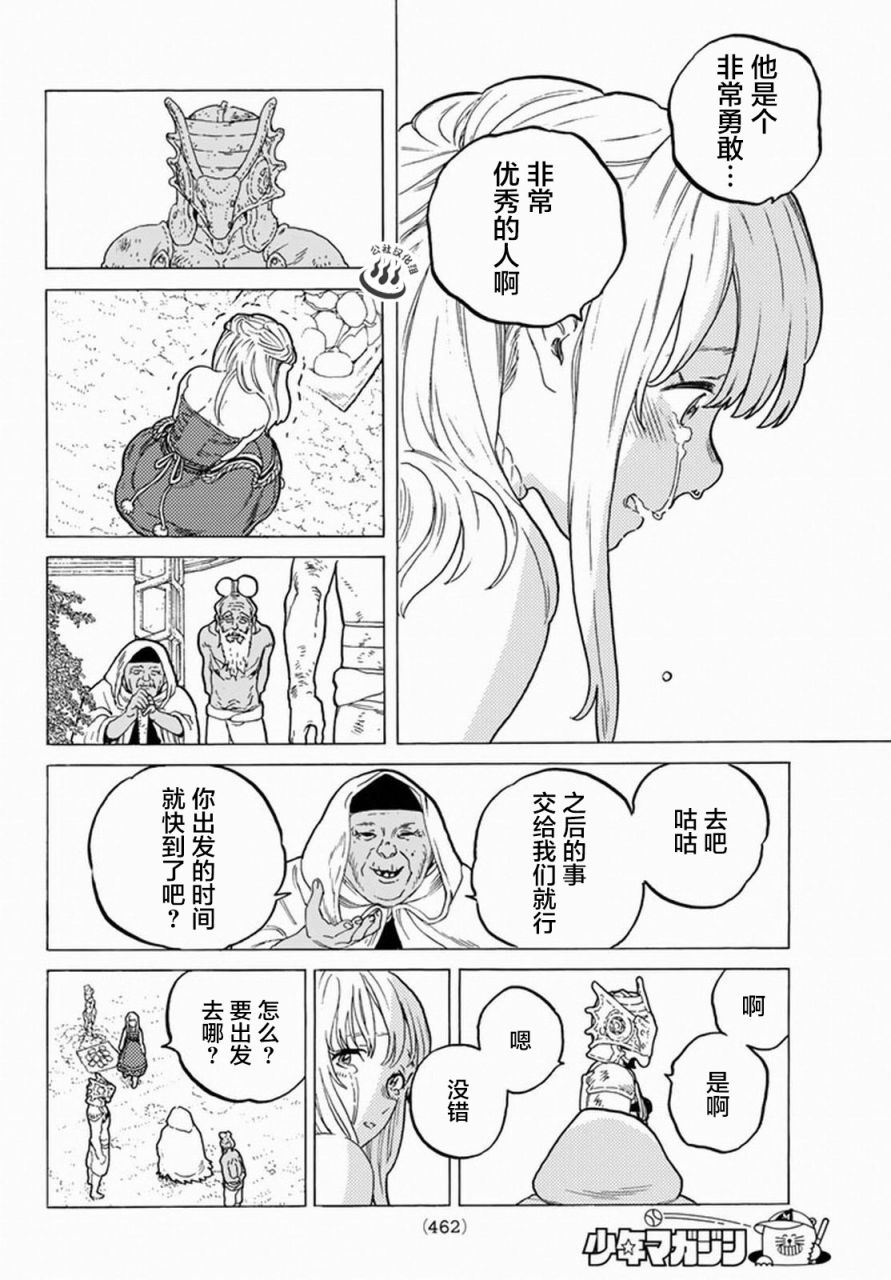 他是个
非常勇敢…
非常
优秀的人啊
公社汉化组
去吧
咕咕
之后的事
交给我们就行
你出发的时间
就快到了吧？
啊
是啊
嗯
没错
怎么？
要出发
去哪？
(462)
少年マガジン